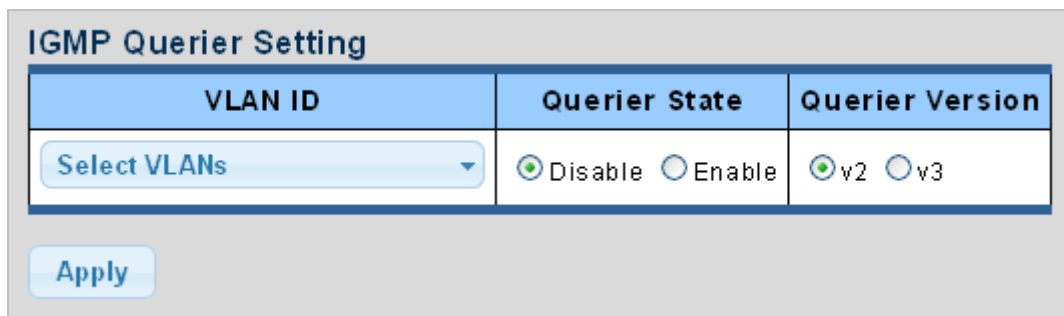 IGMP Querier Setting
VLAN ID Querier State Querier Version
Select VLANs Disable Enable v2 v3
Apply